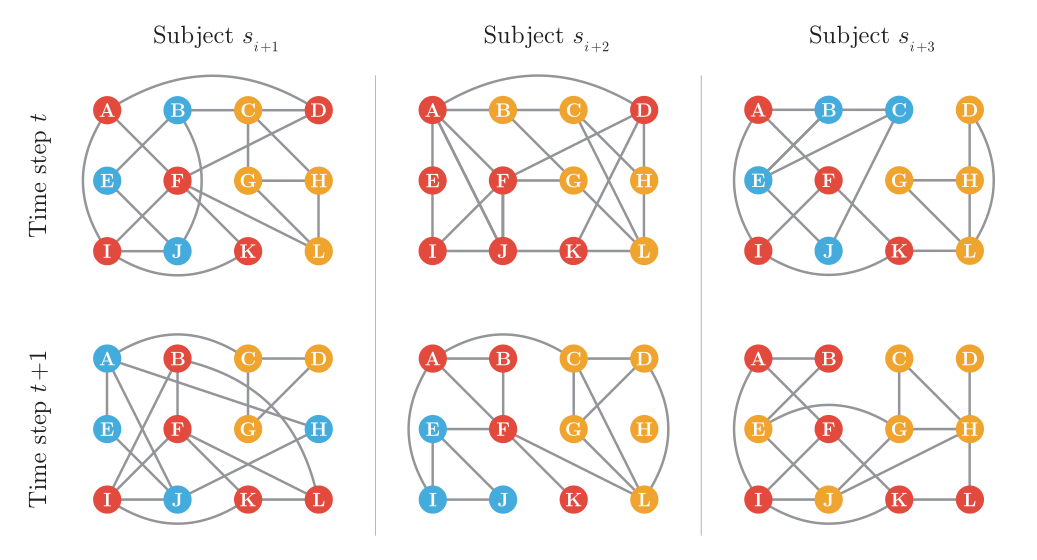 Subject s_{i+1} Subject s_{i+2} Subject s_{i+3}
Time step t
A B C D A B C D A B C D
E F G H E F G H E F G H
I J K L I J K L I J K L
Time step t+1
A B C D A B C D A B C D
E F G H E F G H E F G H
I J K L I J K L I J K L